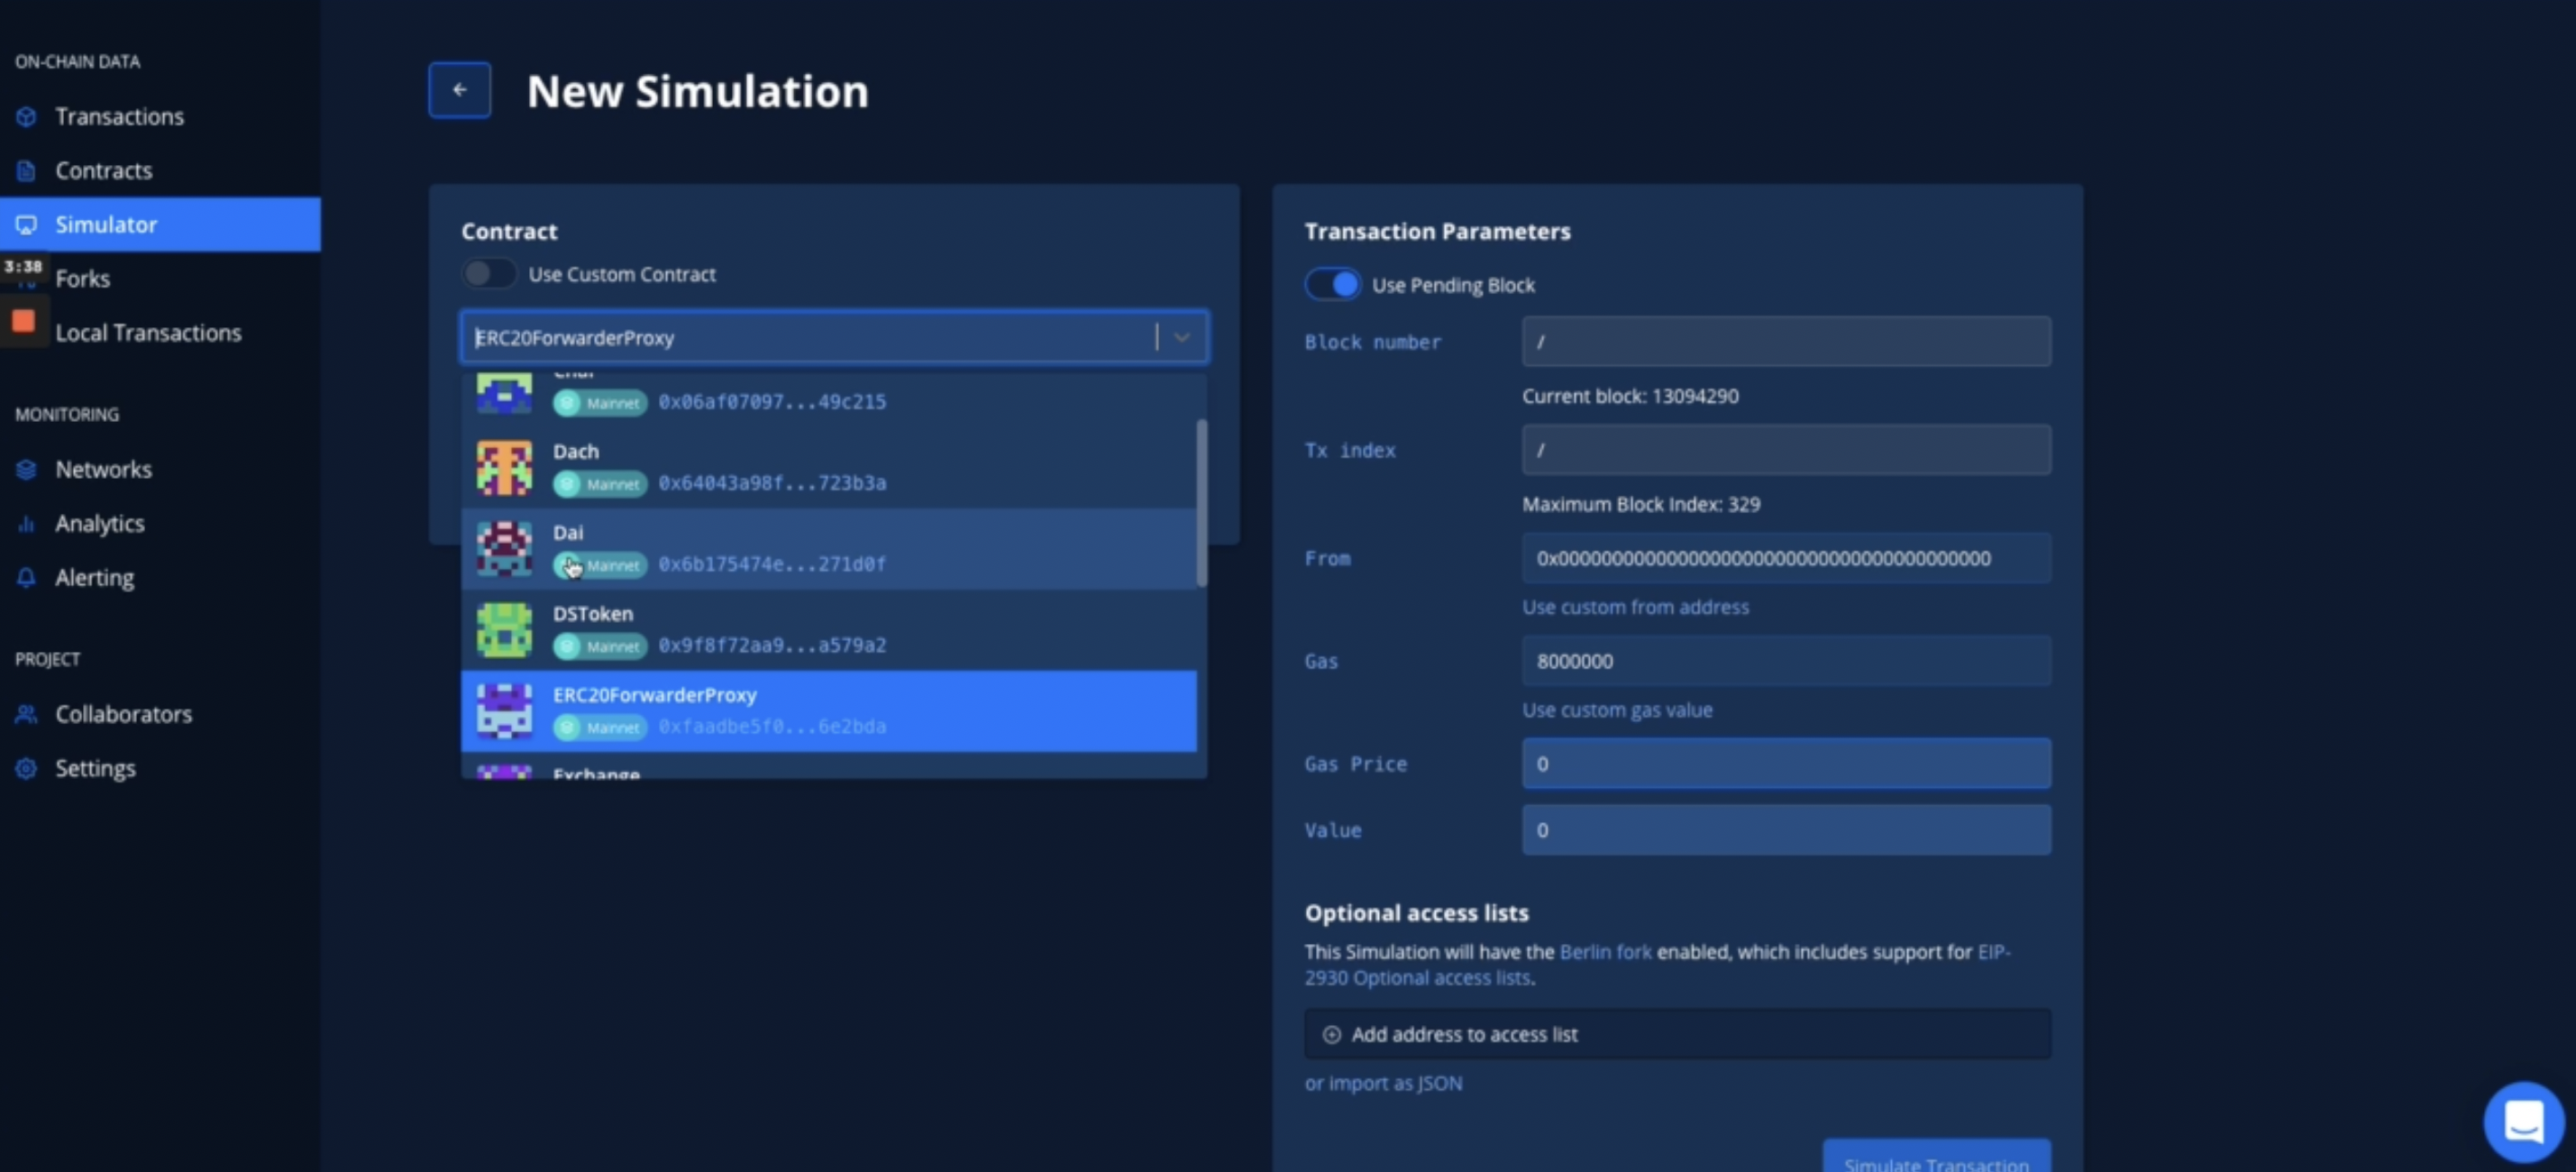 ON-CHAIN DATA
Transactions
Contracts
Simulator
3:38
Forks
Local Transactions
MONITORING
Networks
Analytics
Alerting
PROJECT
Collaborators
Settings
New Simulation
Contract
Use Custom Contract
ERC20ForwarderProxy
Mainnet 0x06af07097...49c215
Dach
Mainnet 0x64043a98f...723b3a
Dai
Mainnet 0x6b175474e...271d0f
DSToken
Mainnet 0x9f8f72aa9...a579a2
ERC20ForwarderProxy
Mainnet 0xfaadbe5f0...6e2bda
Exchange
Transaction Parameters
Use Pending Block
Block number /
Current block: 13094290
Tx index /
Maximum Block Index: 329
From 0x0000000000000000000000000000000000000000
Use custom from address
Gas 8000000
Use custom gas value
Gas Price 0
Value 0
Optional access lists
This Simulation will have the Berlin fork enabled, which includes support for EIP-
2930 Optional access lists.
Add address to access list
or import as JSON
Simulate Transaction